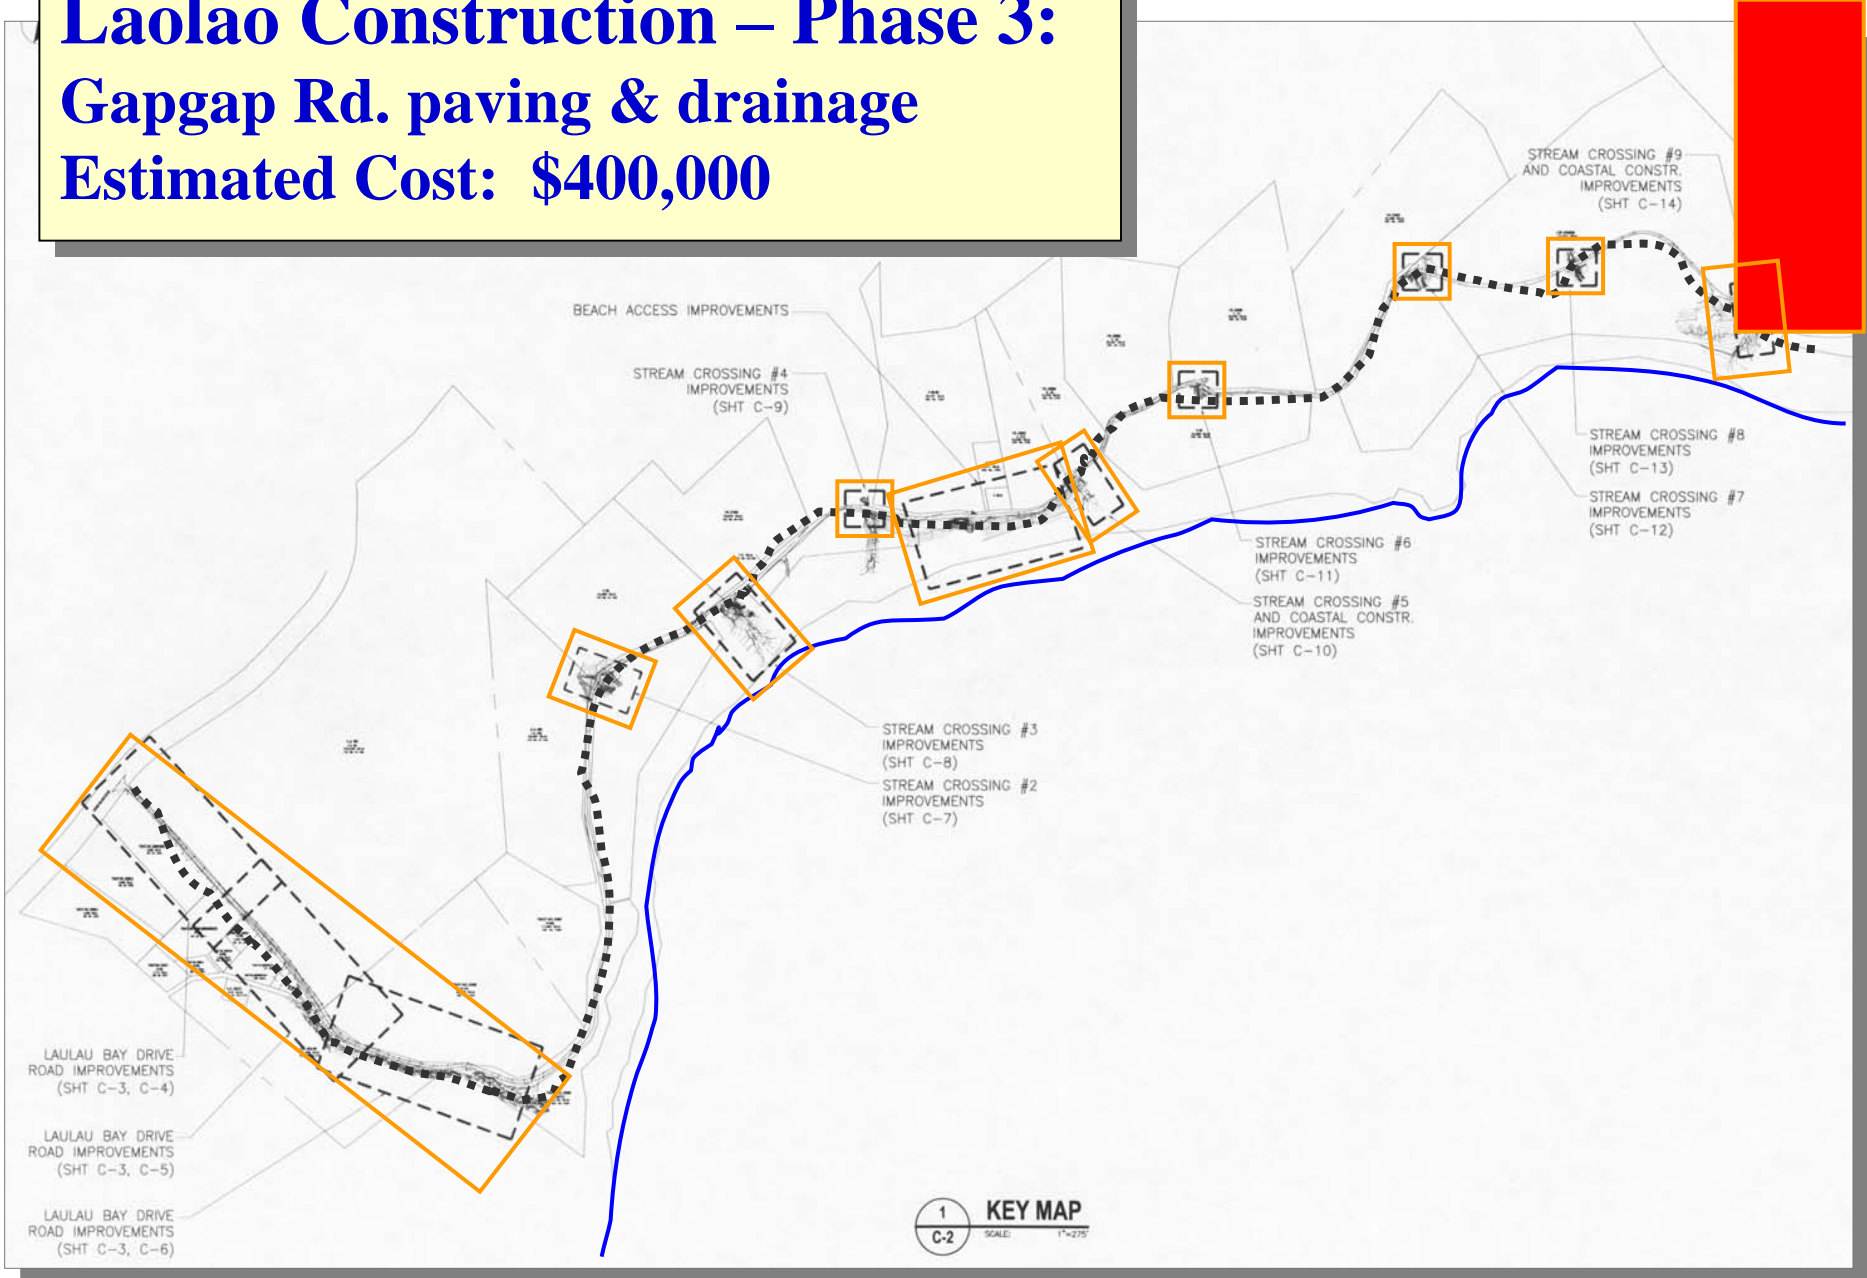 Laolao Construction – Phase 3:
Gapgap Rd. paving & drainage
Estimated Cost: $400,000
STREAM CROSSING #9
AND COASTAL CONSTR.
IMPROVEMENTS
(SHT C-14)
BEACH ACCESS IMPROVEMENTS
STREAM CROSSING #4
IMPROVEMENTS
(SHT C-9)
STREAM CROSSING #8
IMPROVEMENTS
(SHT C-13)
STREAM CROSSING #7
IMPROVEMENTS
(SHT C-12)
STREAM CROSSING #6
IMPROVEMENTS
(SHT C-11)
STREAM CROSSING #5
AND COASTAL CONSTR.
IMPROVEMENTS
(SHT C-10)
STREAM CROSSING #3
IMPROVEMENTS
(SHT C-8)
STREAM CROSSING #2
IMPROVEMENTS
(SHT C-7)
LAULAU BAY DRIVE
ROAD IMPROVEMENTS
(SHT C-3, C-4)
LAULAU BAY DRIVE
ROAD IMPROVEMENTS
(SHT C-3, C-5)
LAULAU BAY DRIVE
ROAD IMPROVEMENTS
(SHT C-3, C-6)
1
C-2
KEY MAP
SCALE: 1"=275'